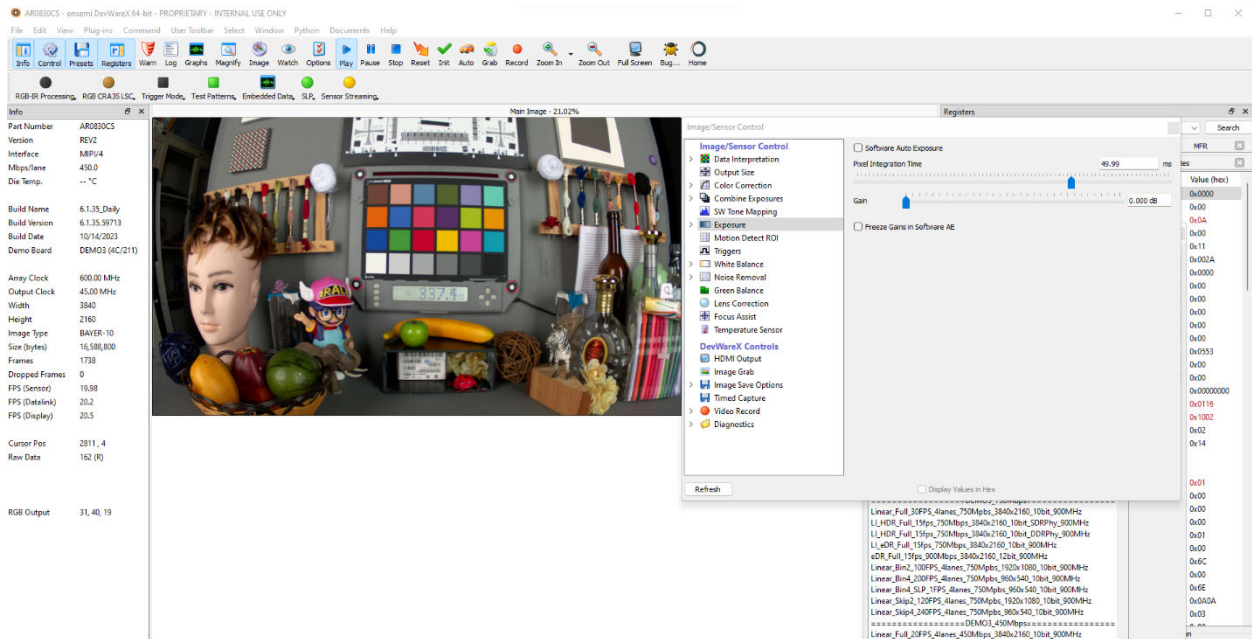 AR0830CS - onsemi.DevWareX 64-bit - PROPRIETARY - INTERNAL USE ONLY
File Edit View Plug-ins Command User Toolbar Select Window Python Documents Help
Info Control Presets Registers Warn Log Graphs Magnify Image Watch Options Play Pause Stop Reset Init Auto Grab Record Zoom In Zoom Out Full Screen Bug... Home
RGB-IR Processing RGB CRA35 LSC Trigger Mode Test Patterns Embedded Data SLP Sensor Streaming
Info
Part Number AR0830CS
Version REV2
Interface MIPI/4
Mbps/lane 450.0
Die Temp. -- °C
Build Name 6.1.35_Daily
Build Version 6.1.35.59713
Build Date 10/14/2023
Demo Board DEMO3 (4C/211)
Array Clock 600.00 MHz
Output Clock 45.00 MHz
Width 3840
Height 2160
Image Type BAYER-10
Size (bytes) 16,588,800
Frames 1738
Dropped Frames 0
FPS (Sensor) 19.98
FPS (Datalink) 20.2
FPS (Display) 20.5
Cursor Pos 2811 , 4
Raw Data 162 (R)
RGB Output 31, 40, 19
Main Image - 21.02%
337.4
Image/Sensor Control
Image/Sensor Control
Data Interpretation
Output Size
Color Correction
Combine Exposures
SW Tone Mapping
Exposure
Motion Detect ROI
Triggers
White Balance
Noise Removal
Green Balance
Lens Correction
Focus Assist
Temperature Sensor
DevWareX Controls
HDMI Output
Image Grab
Image Save Options
Timed Capture
Video Record
Diagnostics
Refresh
Software Auto Exposure
Pixel Integration Time 49.99 ms
Gain 0.000 dB
Freeze Gains in Software AE
Display Values in Hex
==================DEMO3_750Mbps==================
Linear_Full_30FPS_4lanes_750Mpbs_3840x2160_10bit_900MHz
LI_HDR_Full_15fps_750Mbps_3840x2160_10bit_SDRPhy_900MHz
LI_HDR_Full_15fps_750Mbps_3840x2160_10bit_DDRPhy_900MHz
LI_eDR_Full_15fps_750Mbps_3840x2160_10bit_900MHz
eDR_Full_15fps_900Mbps_3840x2160_12bit_900MHz
Linear_Bin2_100FPS_4lanes_750Mpbs_1920x1080_10bit_900MHz
Linear_Bin4_200FPS_4lanes_750Mpbs_960x540_10bit_900MHz
Linear_Bin4_SLP_1FPS_4lanes_750Mpbs_960x540_10bit_900MHz
Linear_Skip2_120FPS_4lanes_750Mpbs_1920x1080_10bit_900MHz
Linear_Skip4_240FPS_4lanes_750Mpbs_960x540_10bit_900MHz
==================DEMO3_450Mbps==================
Linear_Full_20FPS_4lanes_450Mbps_3840x2160_10bit_900MHz
Registers
Search
MFR
Value (hex)
0x0000
0x00
0x0A
0x00
0x11
0x002A
0x0000
0x00
0x00
0x00
0x00
0x0553
0x00
0x00
0x00000000
0x0116
0x1002
0x02
0x14
0x01
0x00
0x00
0x00
0x01
0x00
0x6C
0x00
0x6E
0x0A0A
0x03